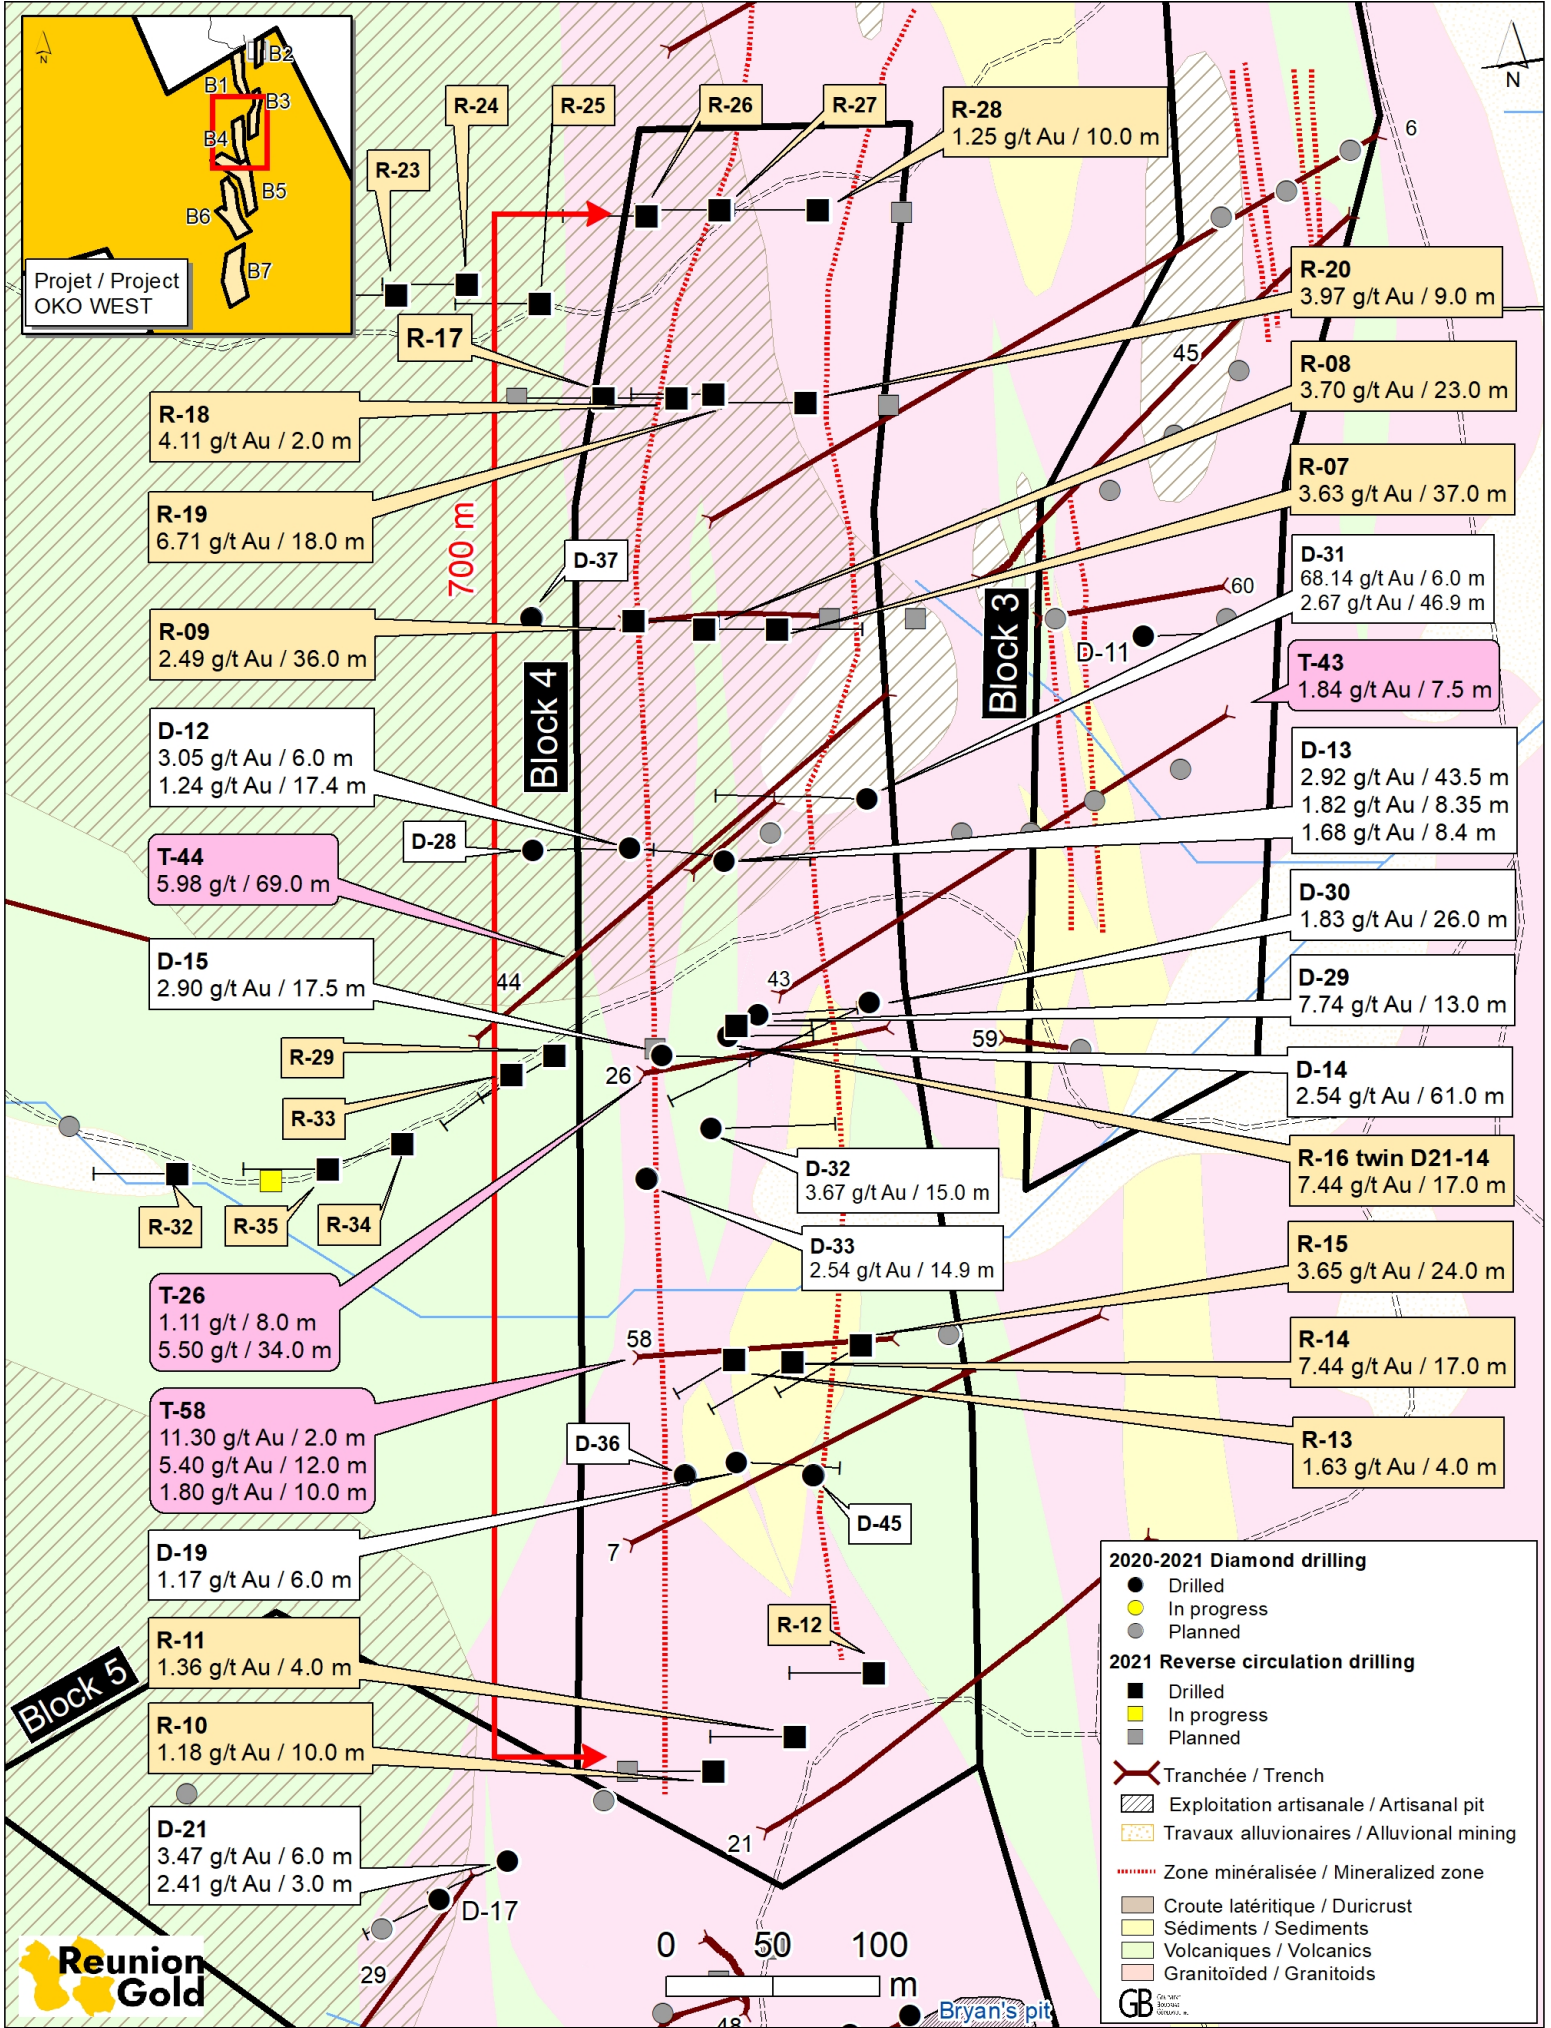 B2
B1
B3
B4
B5
B6
B7
N
Projet / Project
OKO WEST
R-23
R-24
R-25
R-26
R-27
R-28
1.25 g/t Au / 10.0 m
6
N
R-17
R-18
4.11 g/t Au / 2.0 m
R-19
6.71 g/t Au / 18.0 m
700 m
45
R-20
3.97 g/t Au / 9.0 m
R-08
3.70 g/t Au / 23.0 m
R-07
3.63 g/t Au / 37.0 m
D-37
R-09
2.49 g/t Au / 36.0 m
Block 4
Block 3
60
D-11
D-31
68.14 g/t Au / 6.0 m
2.67 g/t Au / 46.9 m
T-43
1.84 g/t Au / 7.5 m
D-12
3.05 g/t Au / 6.0 m
1.24 g/t Au / 17.4 m
D-28
D-13
2.92 g/t Au / 43.5 m
1.82 g/t Au / 8.35 m
1.68 g/t Au / 8.4 m
T-44
5.98 g/t / 69.0 m
D-30
1.83 g/t Au / 26.0 m
D-15
2.90 g/t Au / 17.5 m
44
43
D-29
7.74 g/t Au / 13.0 m
59
R-29
26
D-14
2.54 g/t Au / 61.0 m
R-33
R-16 twin D21-14
7.44 g/t Au / 17.0 m
D-32
3.67 g/t Au / 15.0 m
R-32
R-35
R-34
D-33
2.54 g/t Au / 14.9 m
R-15
3.65 g/t Au / 24.0 m
T-26
1.11 g/t / 8.0 m
5.50 g/t / 34.0 m
58
R-14
7.44 g/t Au / 17.0 m
T-58
11.30 g/t Au / 2.0 m
5.40 g/t Au / 12.0 m
1.80 g/t Au / 10.0 m
D-36
R-13
1.63 g/t Au / 4.0 m
D-45
7
D-19
1.17 g/t Au / 6.0 m
R-12
R-11
1.36 g/t Au / 4.0 m
Block 5
R-10
1.18 g/t Au / 10.0 m
21
D-21
3.47 g/t Au / 6.0 m
2.41 g/t Au / 3.0 m
D-17
29
Reunion
Gold
0 50 100
m
48
Bryan's pit
2020-2021 Diamond drilling
Drilled
In progress
Planned
2021 Reverse circulation drilling
Drilled
In progress
Planned
Tranchée / Trench
Exploitation artisanale / Artisanal pit
Travaux alluvionaires / Alluvional mining
Zone minéralisée / Mineralized zone
Croute latéritique / Duricrust
Sédiments / Sediments
Volcaniques / Volcanics
Granitoïded / Granitoids
GB